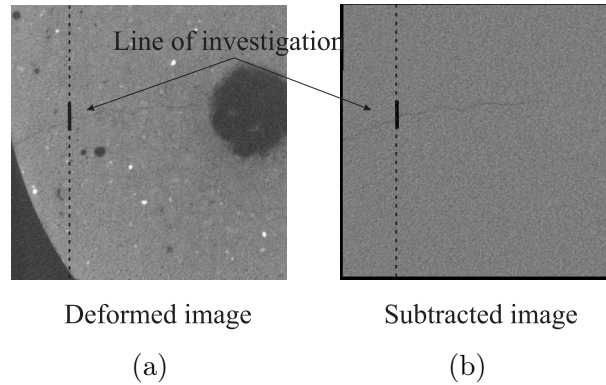 Line of investigation
Deformed image
Subtracted image
(a)
(b)